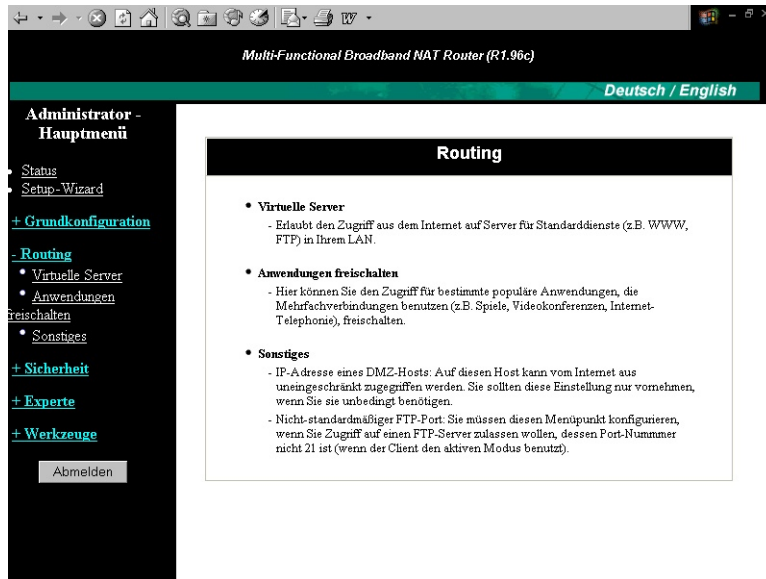 Multi-Functional Broadband NAT Router (R1.96c)
Deutsch / English
Administrator -
Hauptmenü
Status
Setup-Wizard
+ Grundkonfiguration
- Routing
Virtuelle Server
Anwendungen
freischalten
Sonstiges
+ Sicherheit
+ Experte
+ Werkzeuge
Abmelden
Routing
Virtuelle Server
- Erlaubt den Zugriff aus dem Internet auf Server für Standarddienste (z.B. WWW,
FTP) in Ihrem LAN.
Anwendungen freischalten
- Hier können Sie den Zugriff für bestimmte populäre Anwendungen, die
Mehrfachverbindungen benutzen (z.B. Spiele, Videokonferenzen, Internet-
Telephonie), freischalten.
Sonstiges
- IP-Adresse eines DMZ-Hosts: Auf diesen Host kann vom Internet aus
uneingeschränkt zugegriffen werden. Sie sollten diese Einstellung nur vornehmen,
wenn Sie sie unbedingt benötigen.
- Nicht-standardmäßiger FTP-Port: Sie müssen diesen Menüpunkt konfigurieren,
wenn Sie Zugriff auf einen FTP-Server zulassen wollen, dessen Port-Nummmer
nicht 21 ist (wenn der Client den aktiven Modus benutzt).